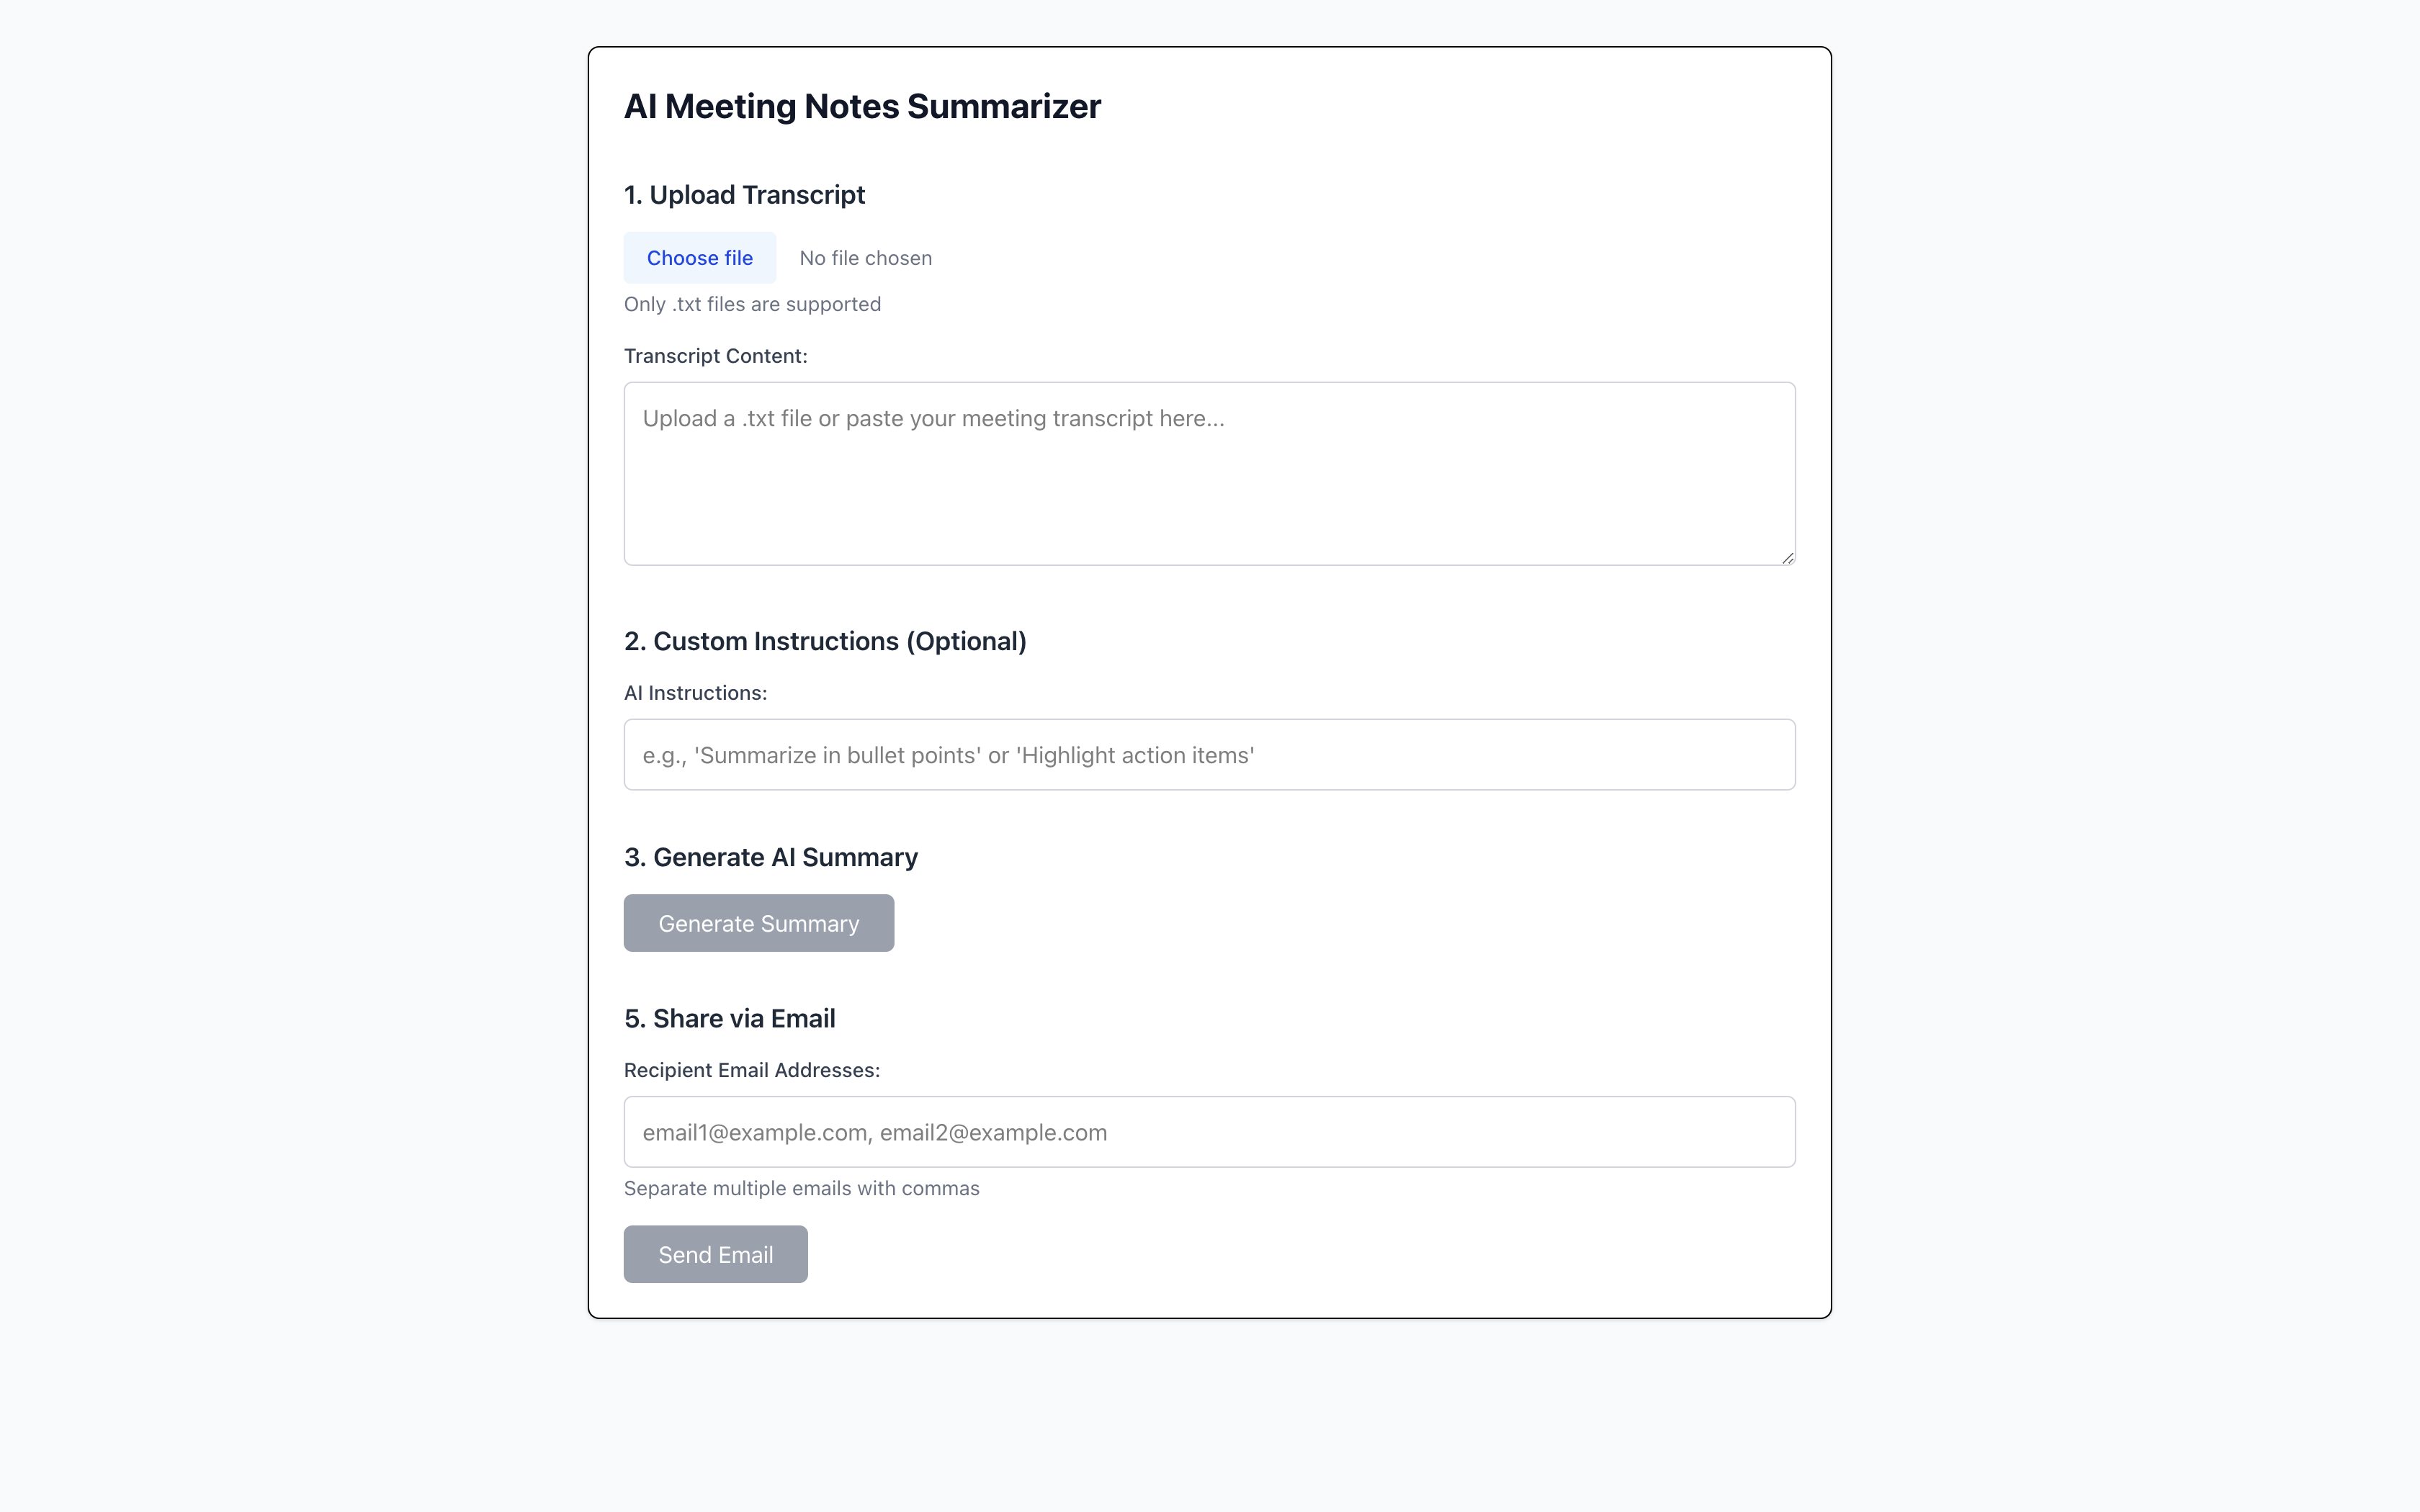 AI Meeting Notes Summarizer
1. Upload Transcript
Choose file No file chosen
Only .txt files are supported
Transcript Content:
Upload a .txt file or paste your meeting transcript here...
2. Custom Instructions (Optional)
AI Instructions:
e.g., 'Summarize in bullet points' or 'Highlight action items'
3. Generate AI Summary
Generate Summary
5. Share via Email
Recipient Email Addresses:
email1@example.com, email2@example.com
Separate multiple emails with commas
Send Email